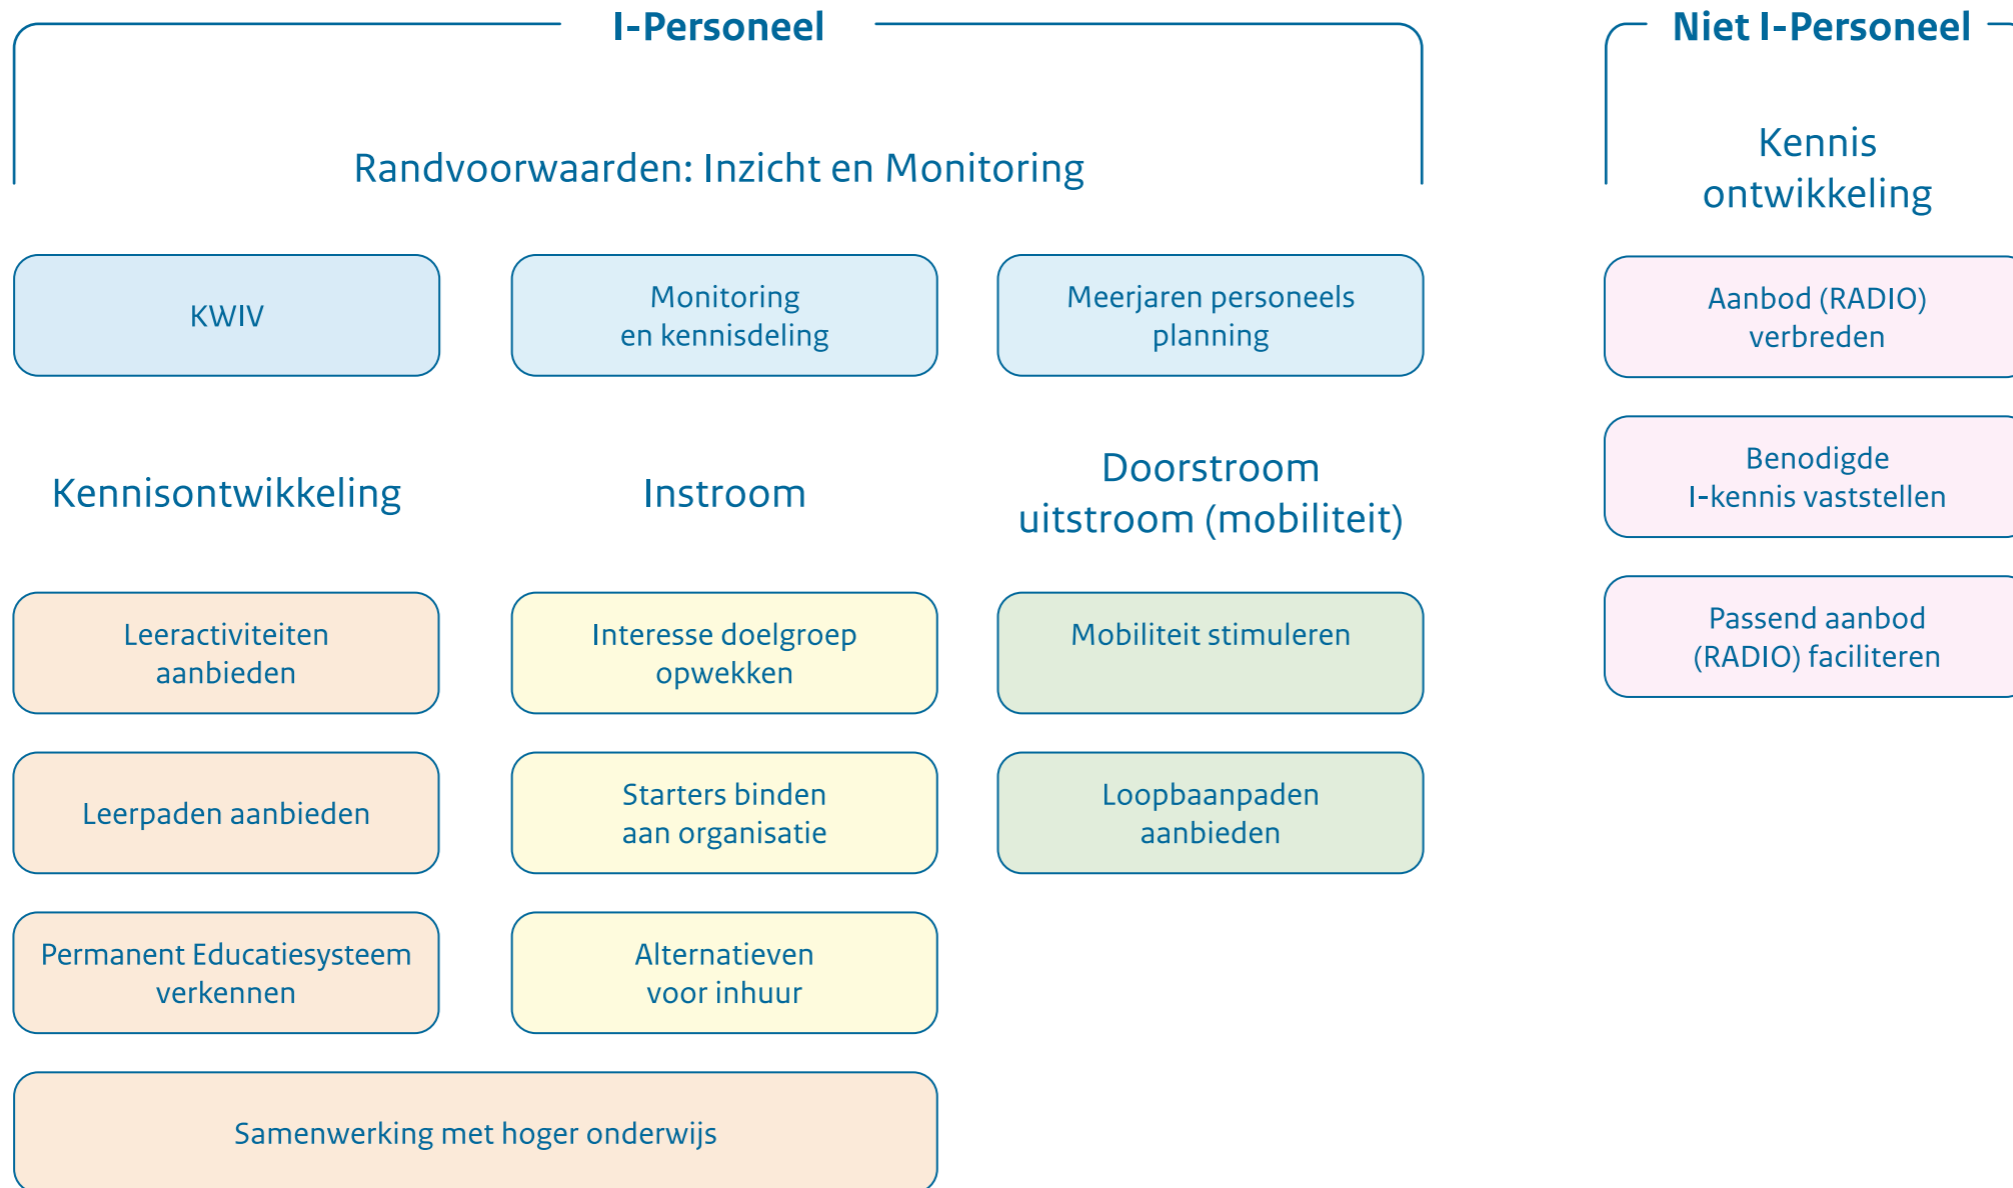 I-Personeel
Randvoorwaarden: Inzicht en Monitoring
KWIV
Monitoring
en kennisdeling
Meerjaren personeels
planning
Kennisontwikkeling
Leeractiviteiten
aanbieden
Leerpaden aanbieden
Permanent Educatiesysteem
verkennen
Instroom
Interesse doelgroep
opwekken
Starters binden
aan organisatie
Alternatieven
voor inhuur
Samenwerking met hoger onderwijs
Doorstroom
uitstroom (mobiliteit)
Mobiliteit stimuleren
Loopbaanpaden
aanbieden
Niet I-Personeel
Kennis
ontwikkeling
Aanbod (RADIO)
verbreden
Benodigde
I-kennis vaststellen
Passend aanbod
(RADIO) faciliteren